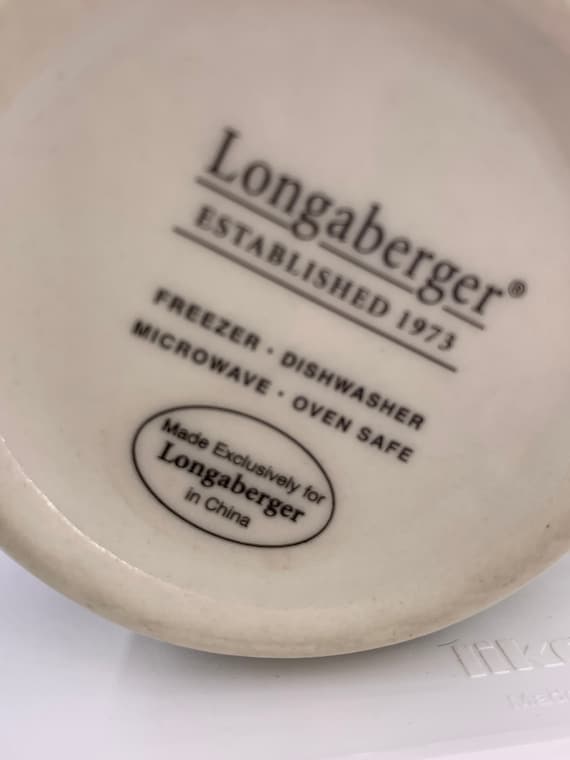 Longaberger®
ESTABLISHED 1973
FREEZER · DISHWASHER
MICROWAVE · OVEN SAFE
Made Exclusively for
Longaberger
in China